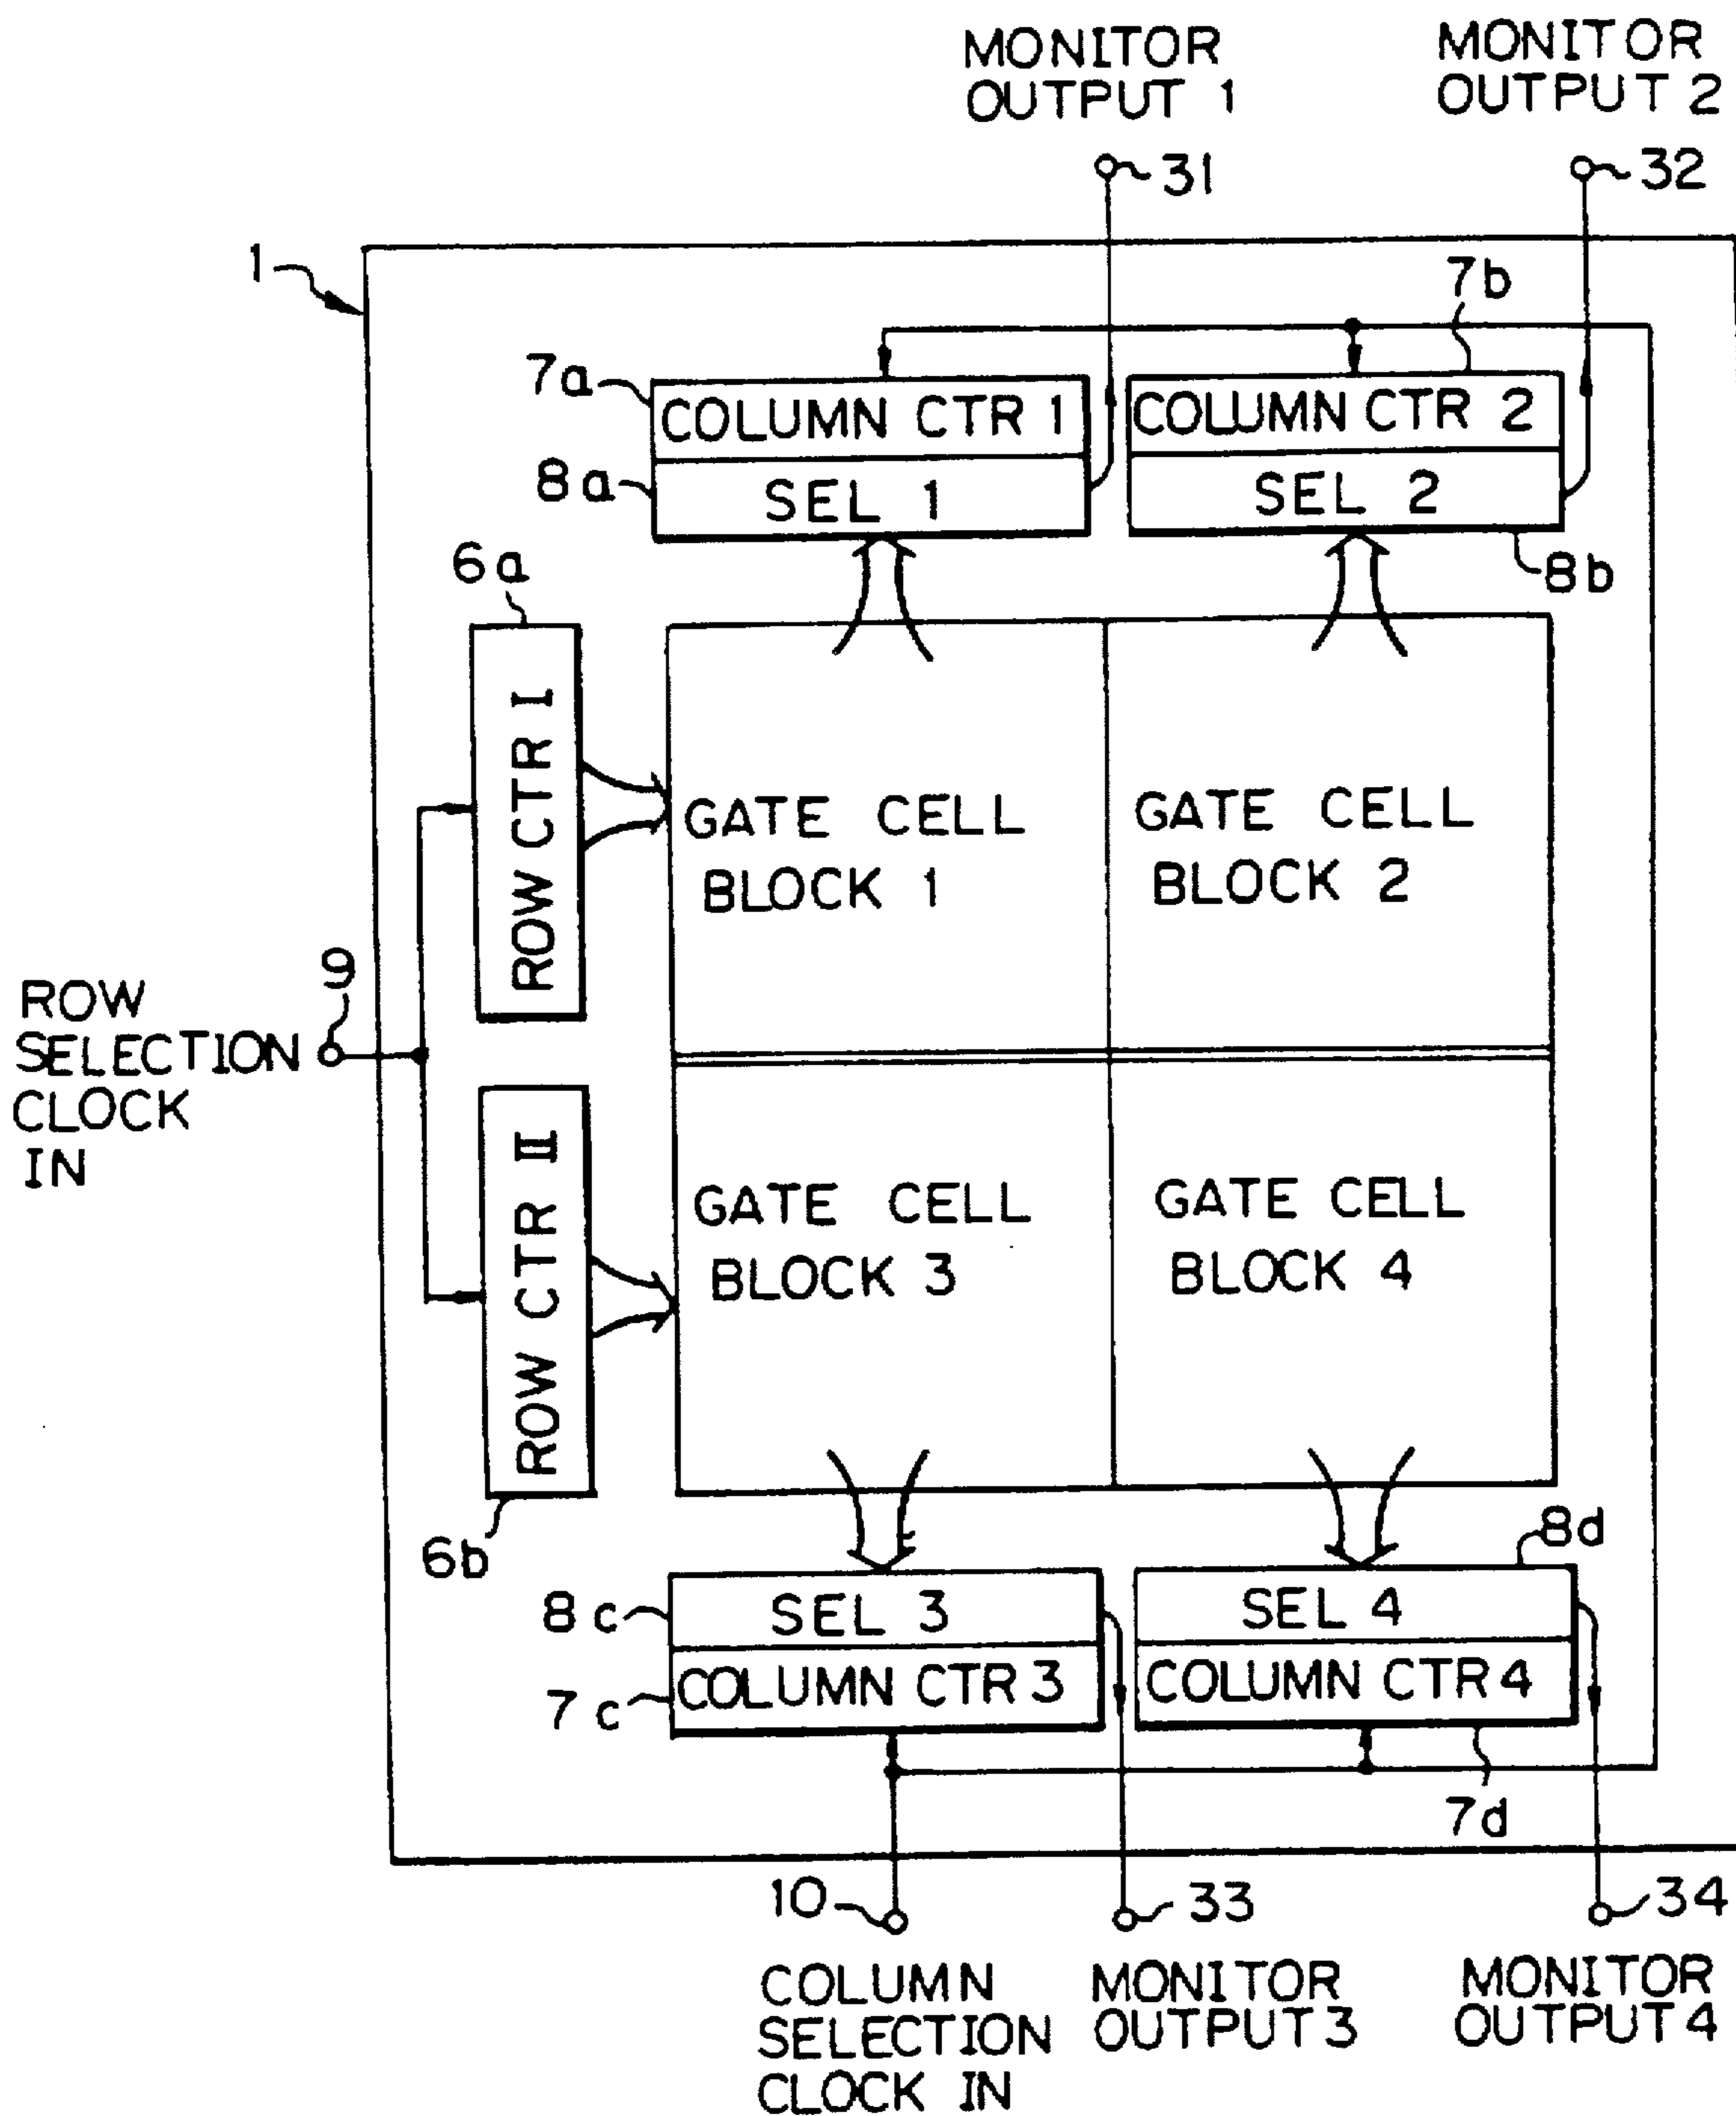 MONITOR
OUTPUT 1
MONITOR
OUTPUT 2
31
32
1
7b
7a
COLUMN CTR 1
COLUMN CTR 2
8a
SEL 1
SEL 2
8b
6a
ROW CTR I
GATE CELL
BLOCK 1
GATE CELL
BLOCK 2
9
ROW
SELECTION
CLOCK
IN
ROW CTR II
GATE CELL
BLOCK 3
GATE CELL
BLOCK 4
6b
8d
8c
SEL 3
SEL 4
7c
COLUMN CTR 3
COLUMN CTR 4
7d
10
33
34
COLUMN
SELECTION
CLOCK IN
MONITOR
OUTPUT 3
MONITOR
OUTPUT 4